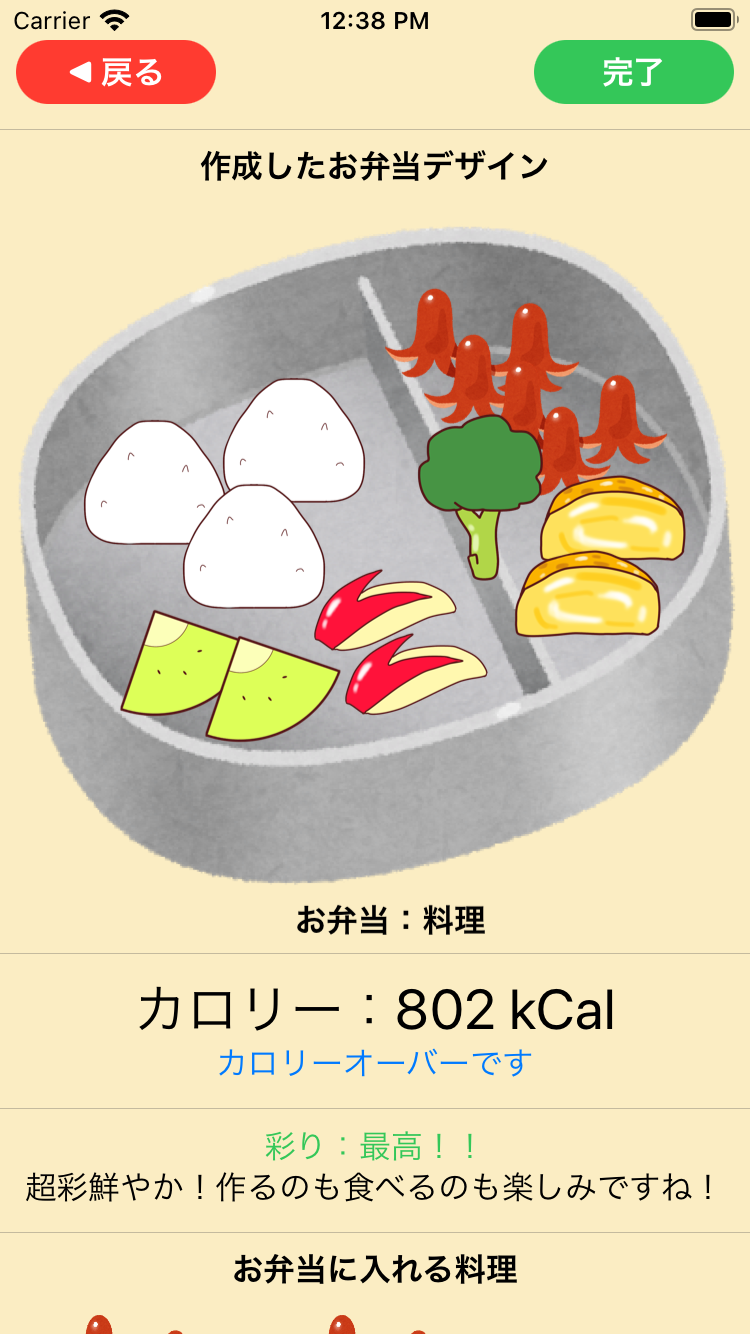 Carrier 12:38 PM
◀ 戻る 完了
作成したお弁当デザイン
お弁当：料理
カロリー：802 kCal
カロリーオーバーです
彩り：最高！！
超彩鮮やか！作るのも食べるのも楽しみですね！
お弁当に入れる料理